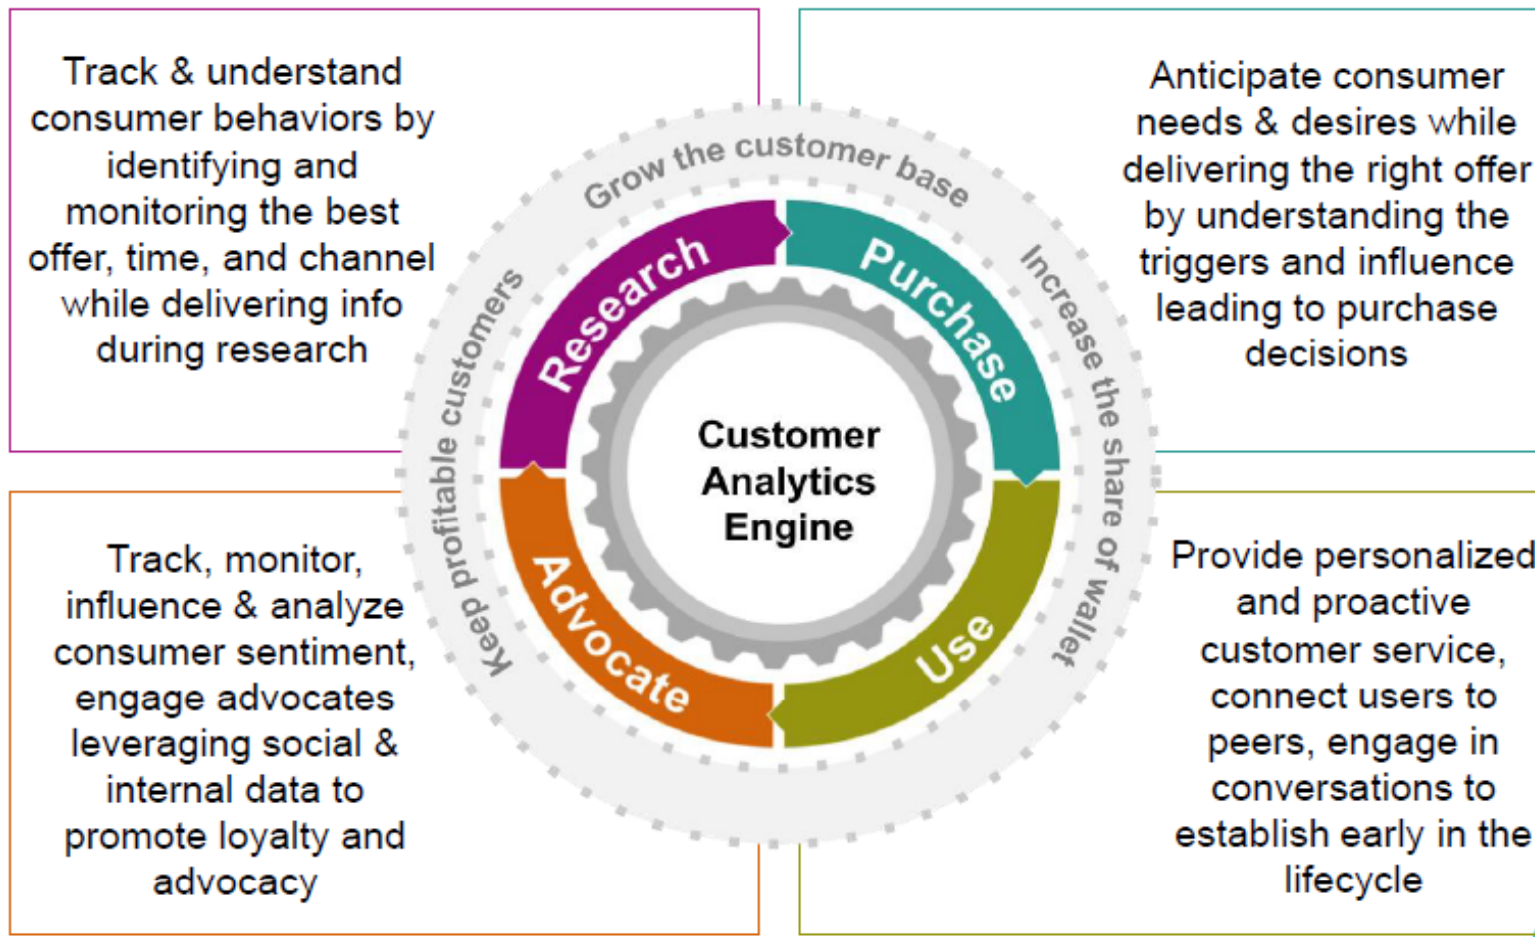 Track & understand
consumer behaviors by
identifying and
monitoring the best
offer, time, and channel
while delivering info
during research
Anticipate consumer
needs & desires while
delivering the right offer
by understanding the
triggers and influence
leading to purchase
decisions
Keep profitable customers
Grow the customer base
Increase the share of wallet
Research
Purchase
Use
Advocate
Customer
Analytics
Engine
Track, monitor,
influence & analyze
consumer sentiment,
engage advocates
leveraging social &
internal data to
promote loyalty and
advocacy
Provide personalized
and proactive
customer service,
connect users to
peers, engage in
conversations to
establish early in the
lifecycle